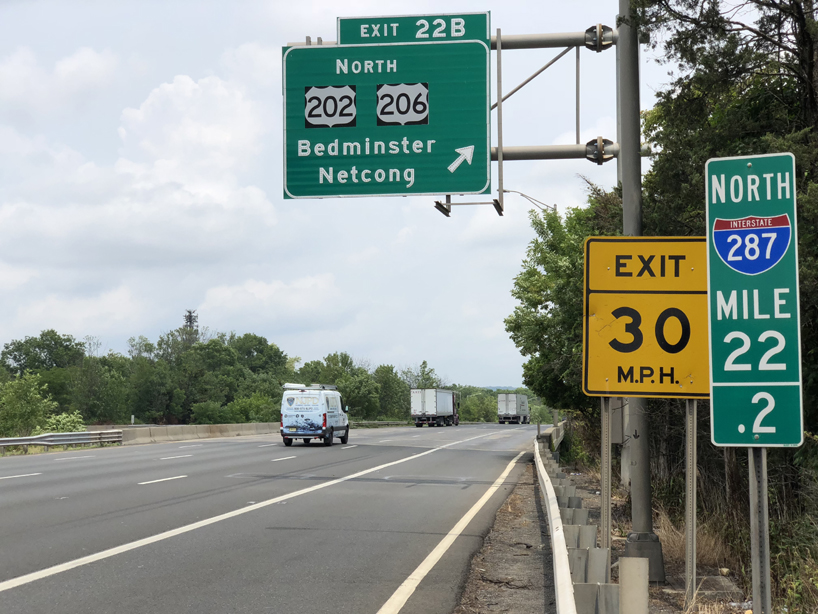 EXIT 22B
NORTH
202 206
Bedminster
Netcong
EXIT
30
M.P.H.
NORTH
INTERSTATE
287
MILE
22
.2